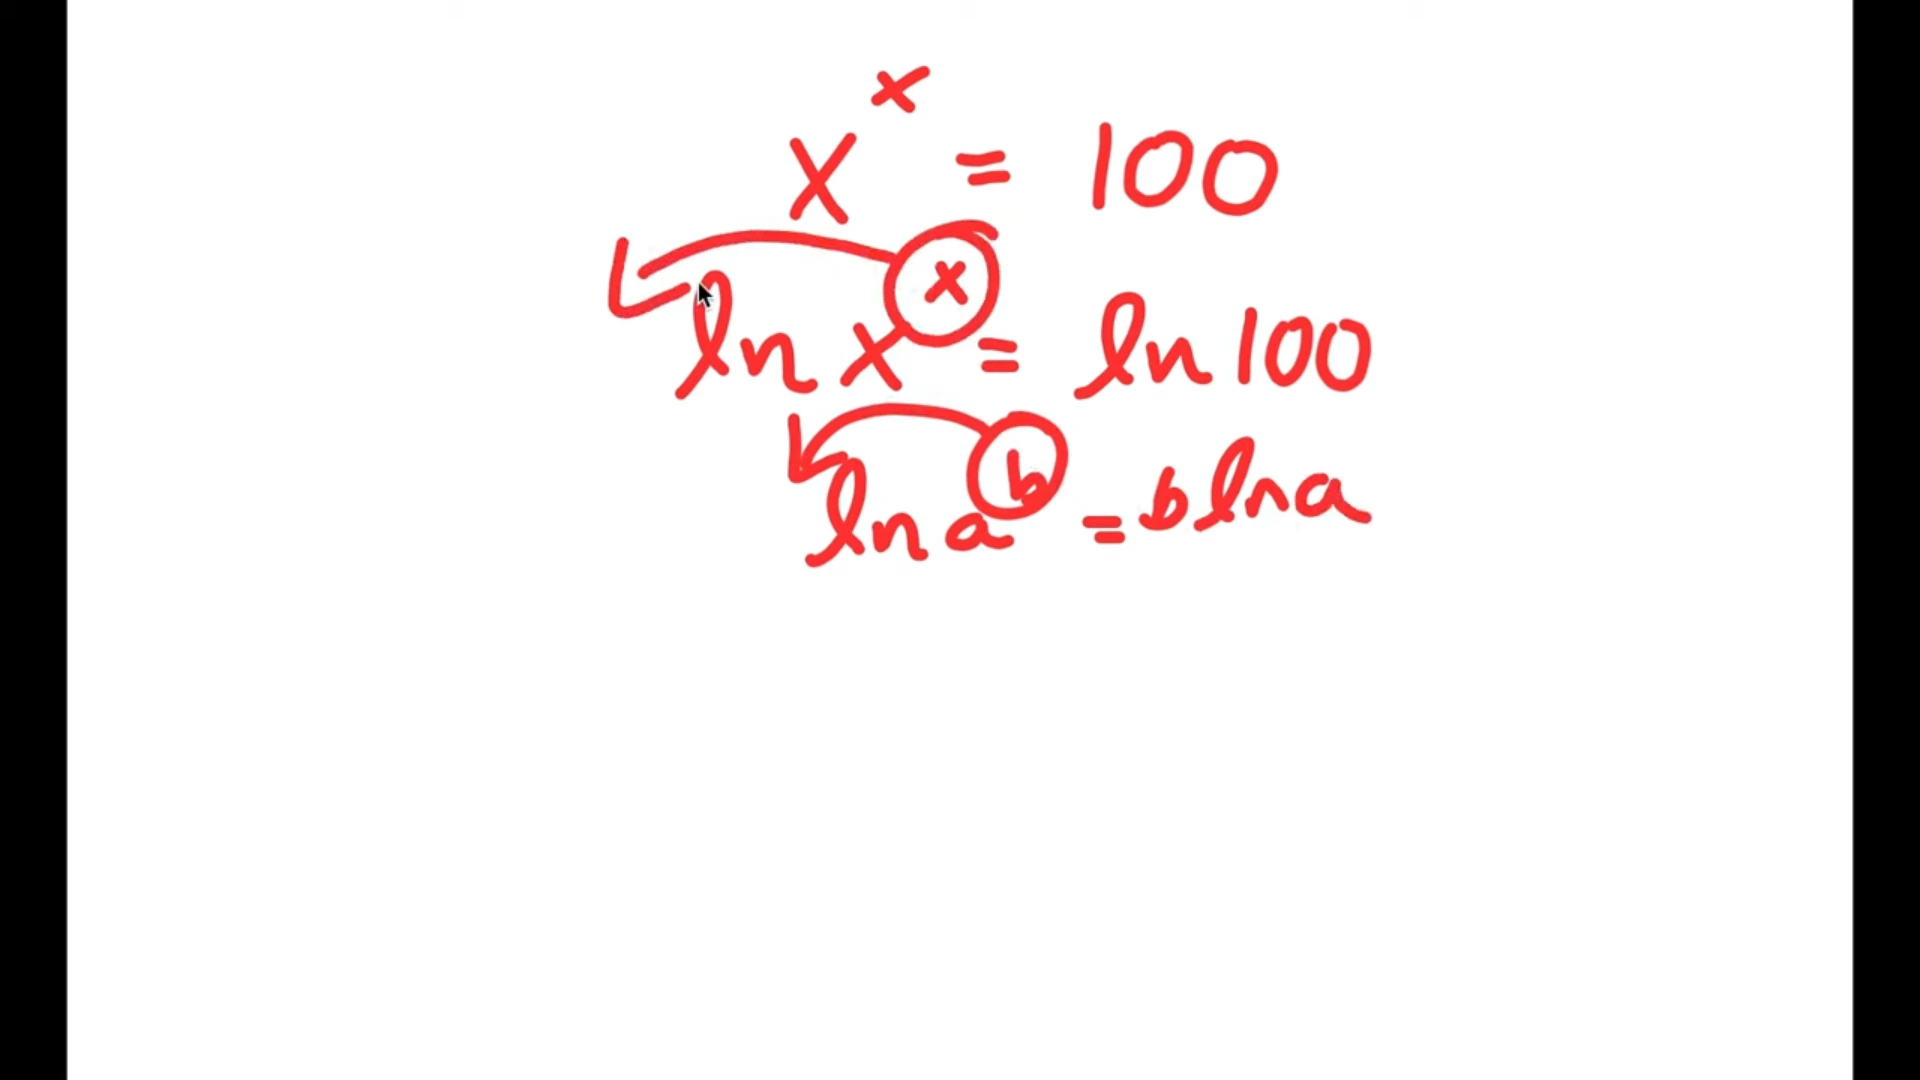 x^x = 100
ln x^x = ln 100
ln a^b = b ln a